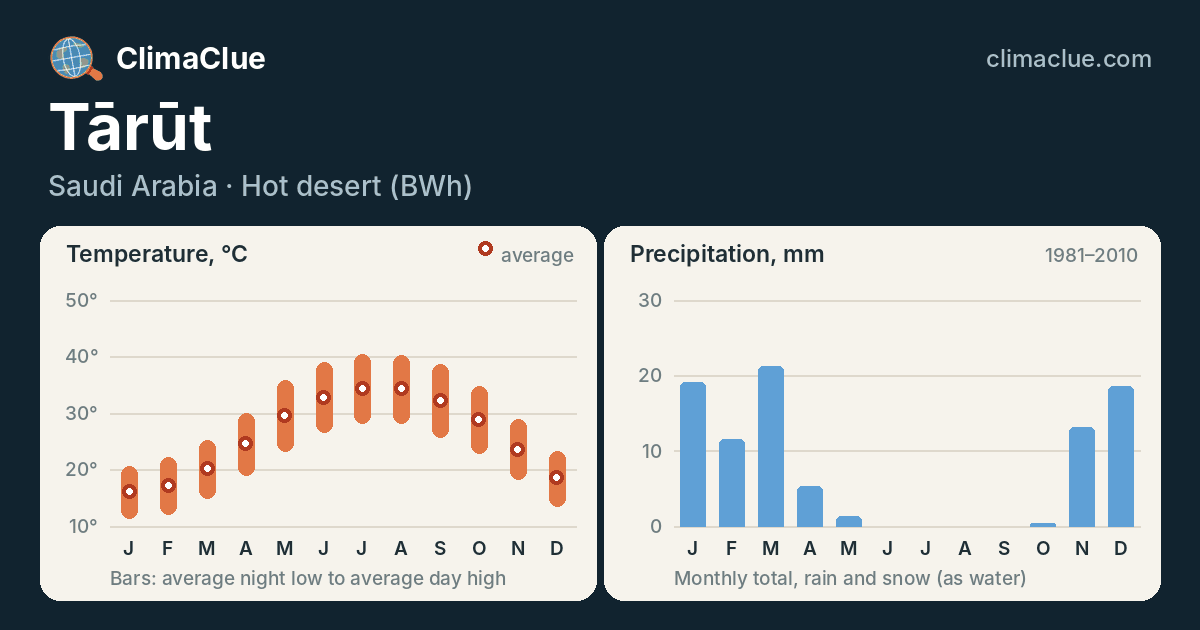 ClimaClue
climaclue.com
Tārūt
Saudi Arabia · Hot desert (BWh)
Temperature, °C
average
50°
40°
30°
20°
10°
J F M A M J J A S O N D
Bars: average night low to average day high
Precipitation, mm
1981–2010
30
20
10
0
J F M A M J J A S O N D
Monthly total, rain and snow (as water)